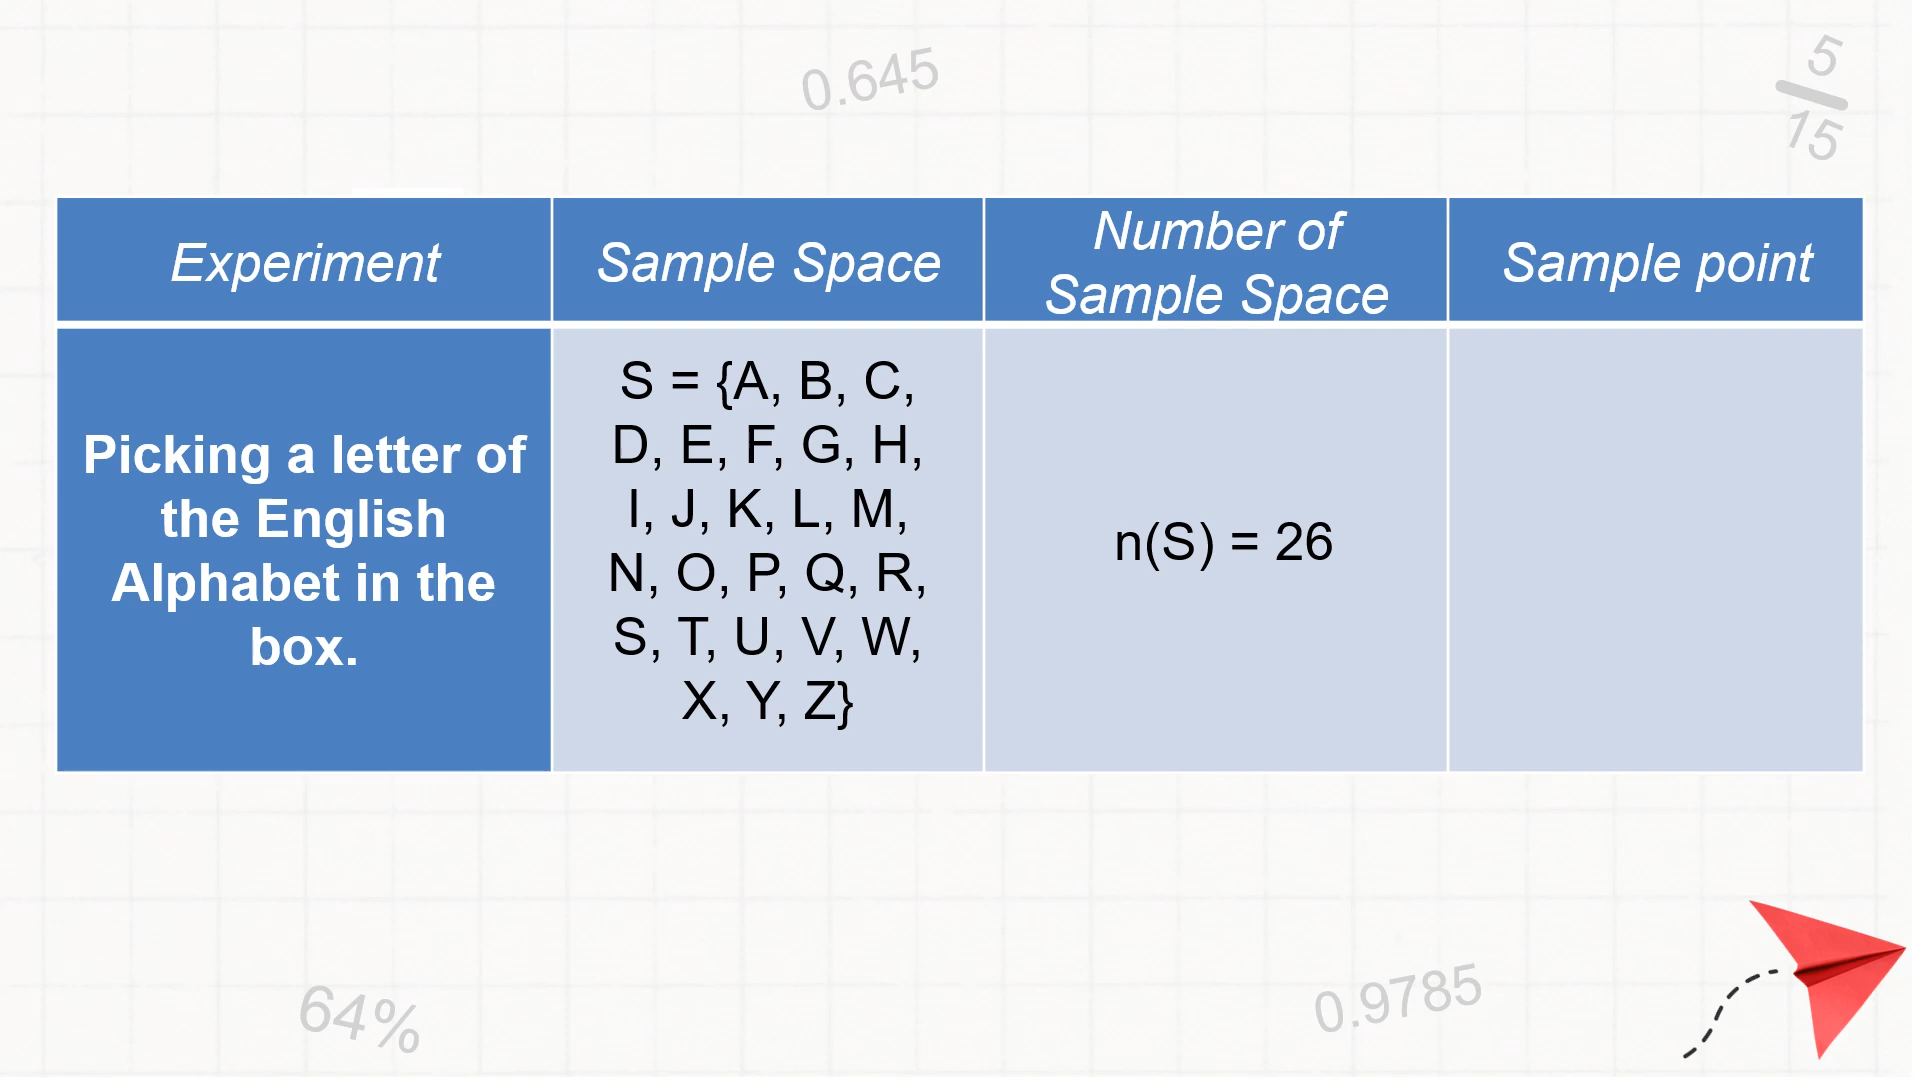 0.645
5
15
Experiment
Sample Space
Number of
Sample Space
Sample point
Picking a letter of
the English
Alphabet in the
box.
S = {A, B, C,
D, E, F, G, H,
I, J, K, L, M,
N, O, P, Q, R,
S, T, U, V, W,
X, Y, Z}
n(S) = 26
64%
0.9785